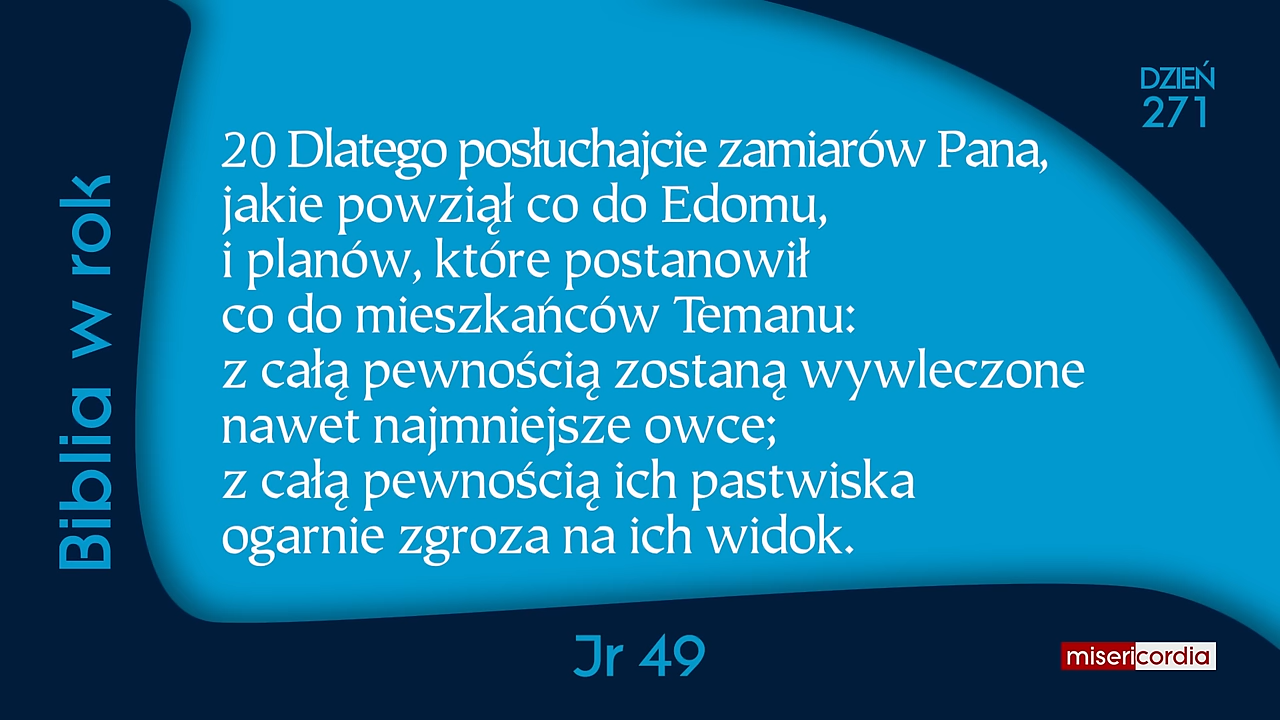 DZIEŃ
271
Biblia w rok
20 Dlatego posłuchajcie zamiarów Pana,
jakie powziął co do Edomu,
i planów, które postanowił
co do mieszkańców Temanu:
z całą pewnością zostaną wywleczone
nawet najmniejsze owce;
z całą pewnością ich pastwiska
ogarnie zgroza na ich widok.
Jr 49
misericordia